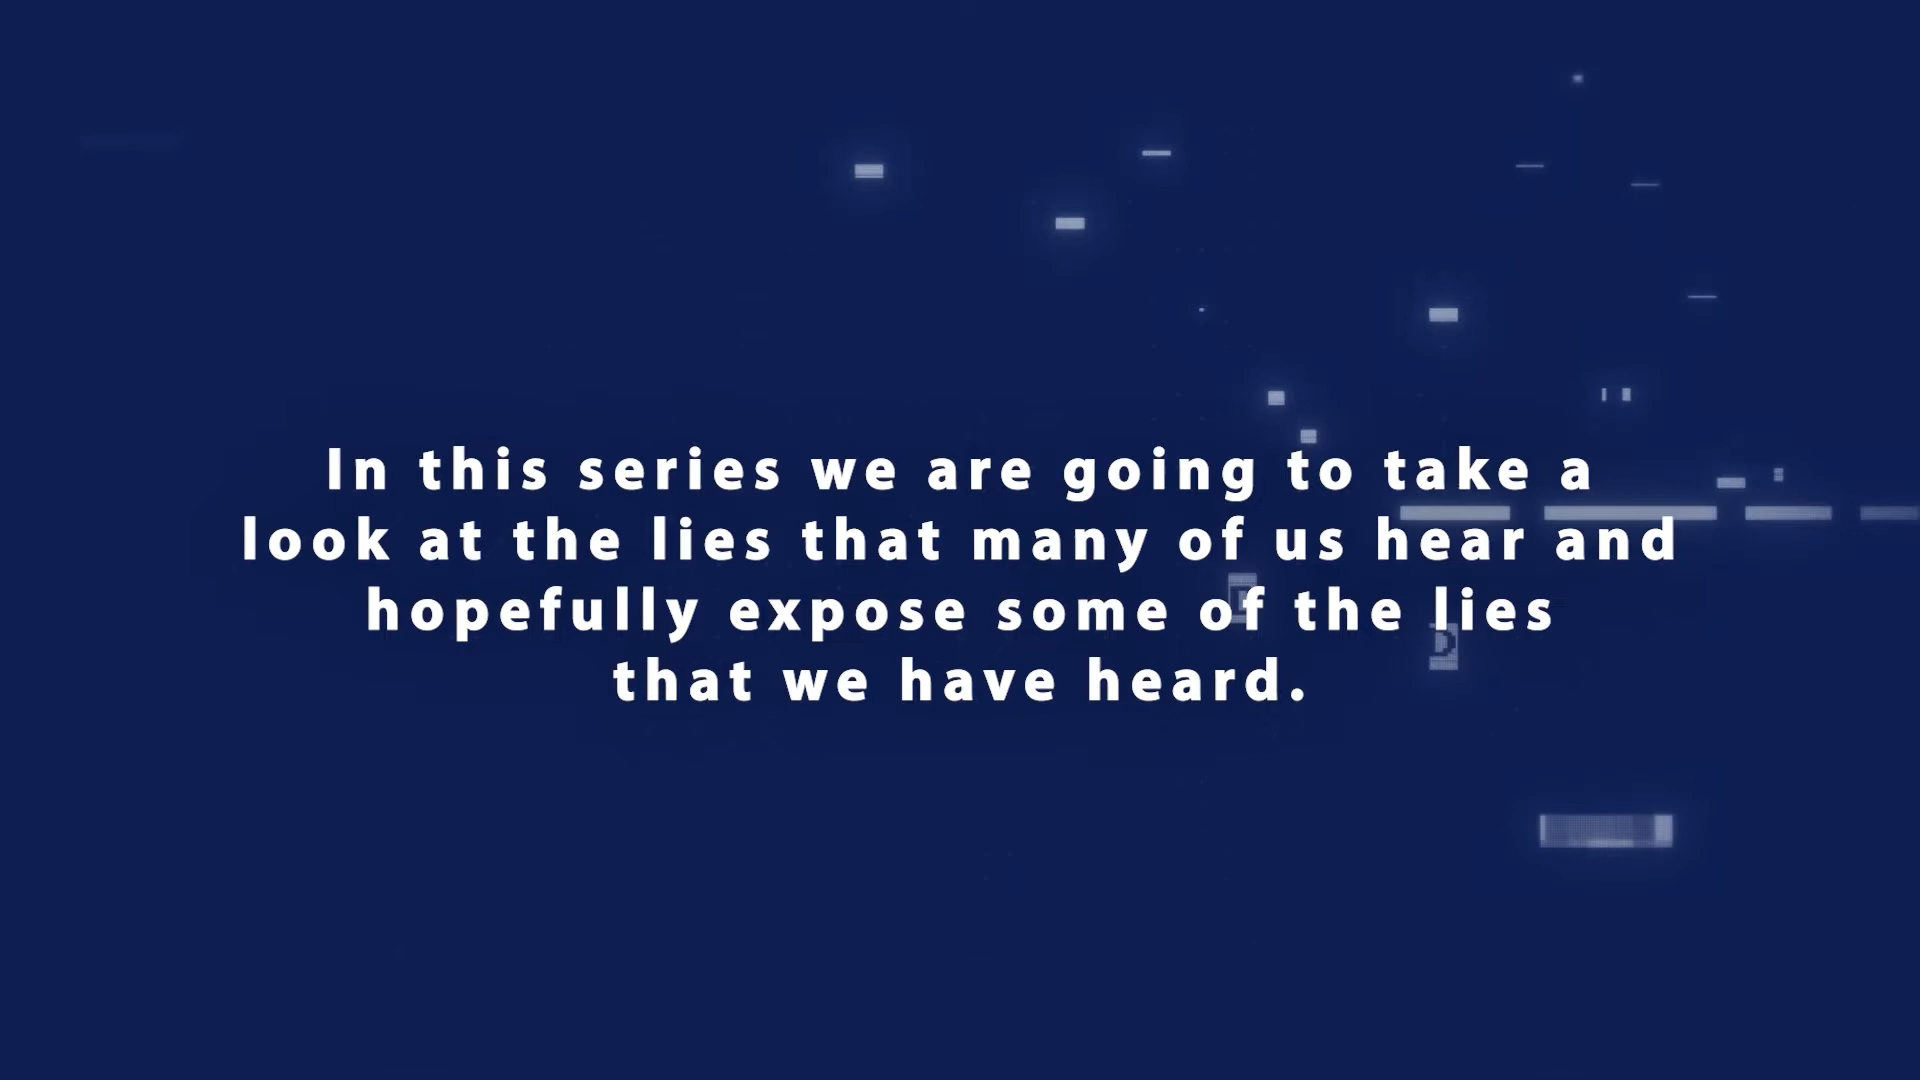 In this series we are going to take a
look at the lies that many of us hear and
hopefully expose some of the lies
that we have heard.